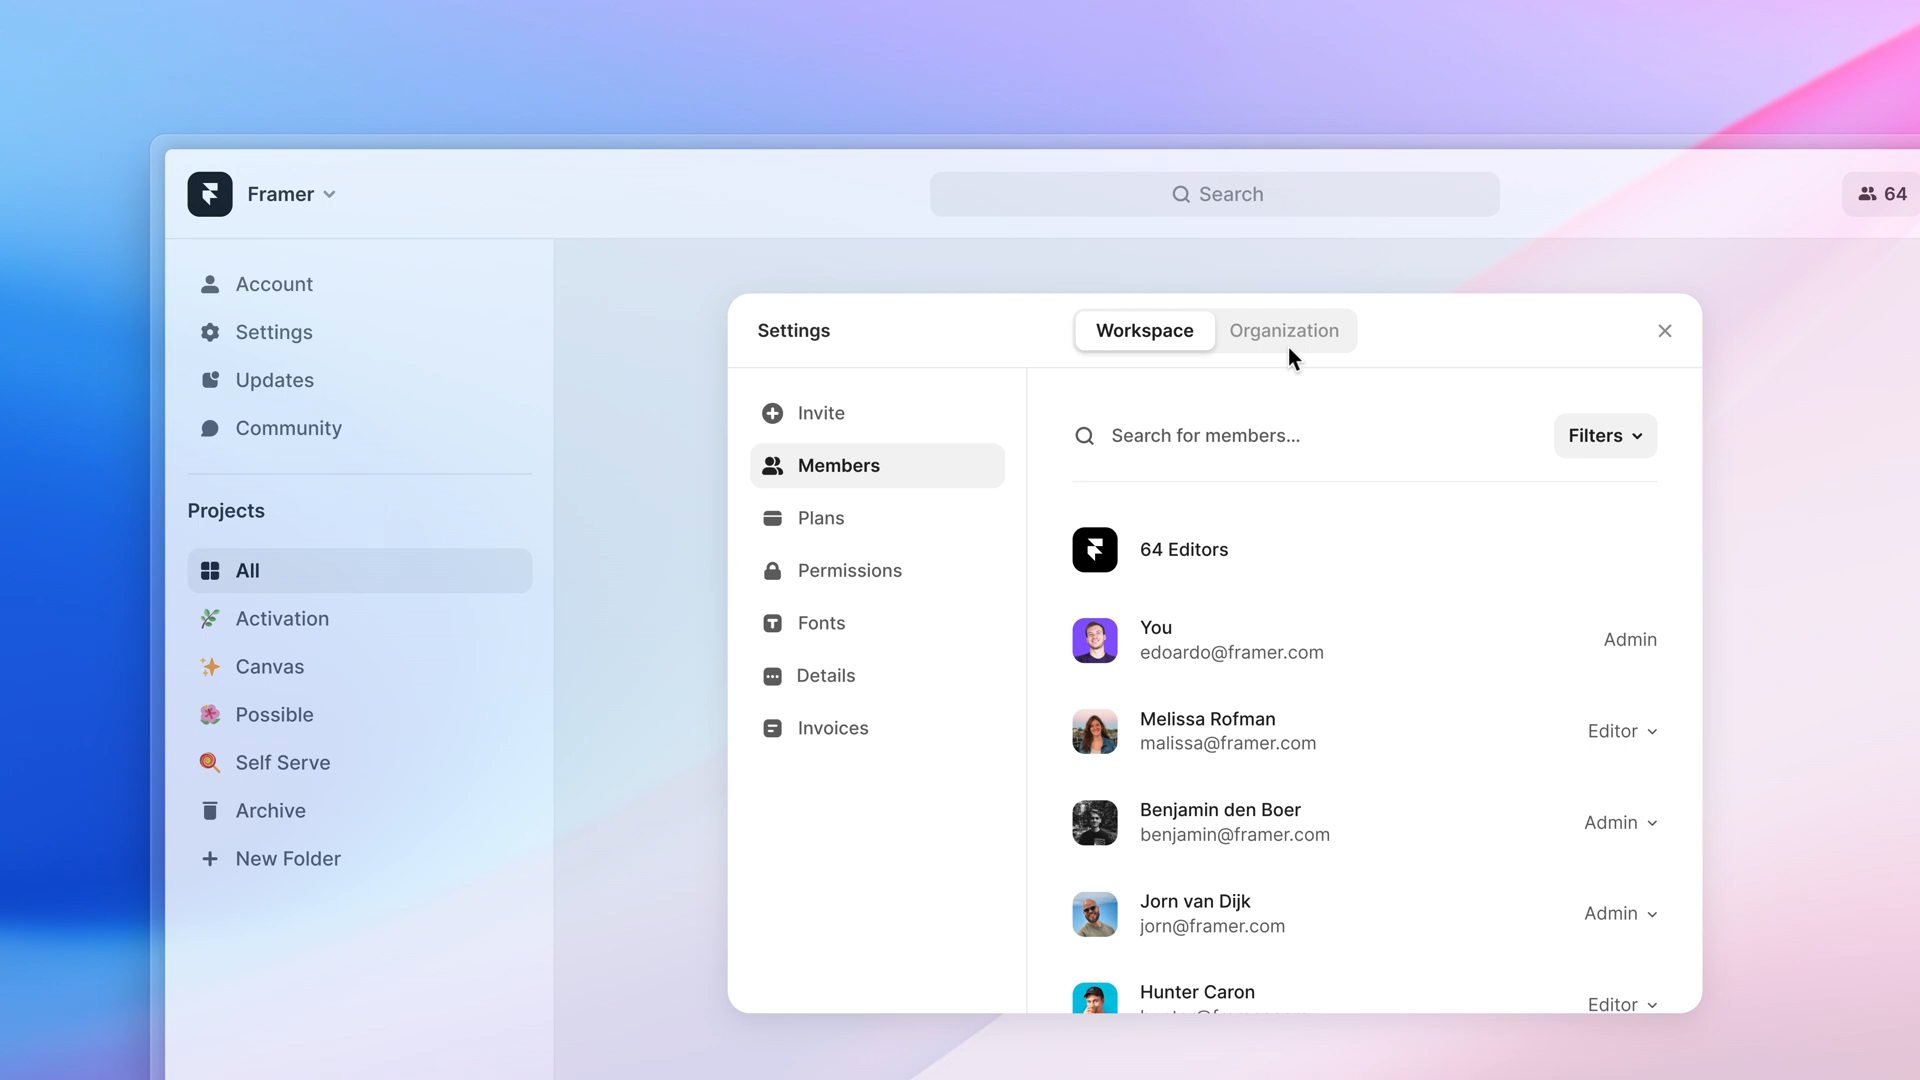 Framer
Search
64
Account
Settings
Updates
Community
Projects
All
Activation
Canvas
Possible
Self Serve
Archive
New Folder
Settings
Workspace
Organization
Invite
Members
Plans
Permissions
Fonts
Details
Invoices
Search for members...
Filters
64 Editors
You
edoardo@framer.com
Admin
Melissa Rofman
malissa@framer.com
Editor
Benjamin den Boer
benjamin@framer.com
Admin
Jorn van Dijk
jorn@framer.com
Admin
Hunter Caron
Editor